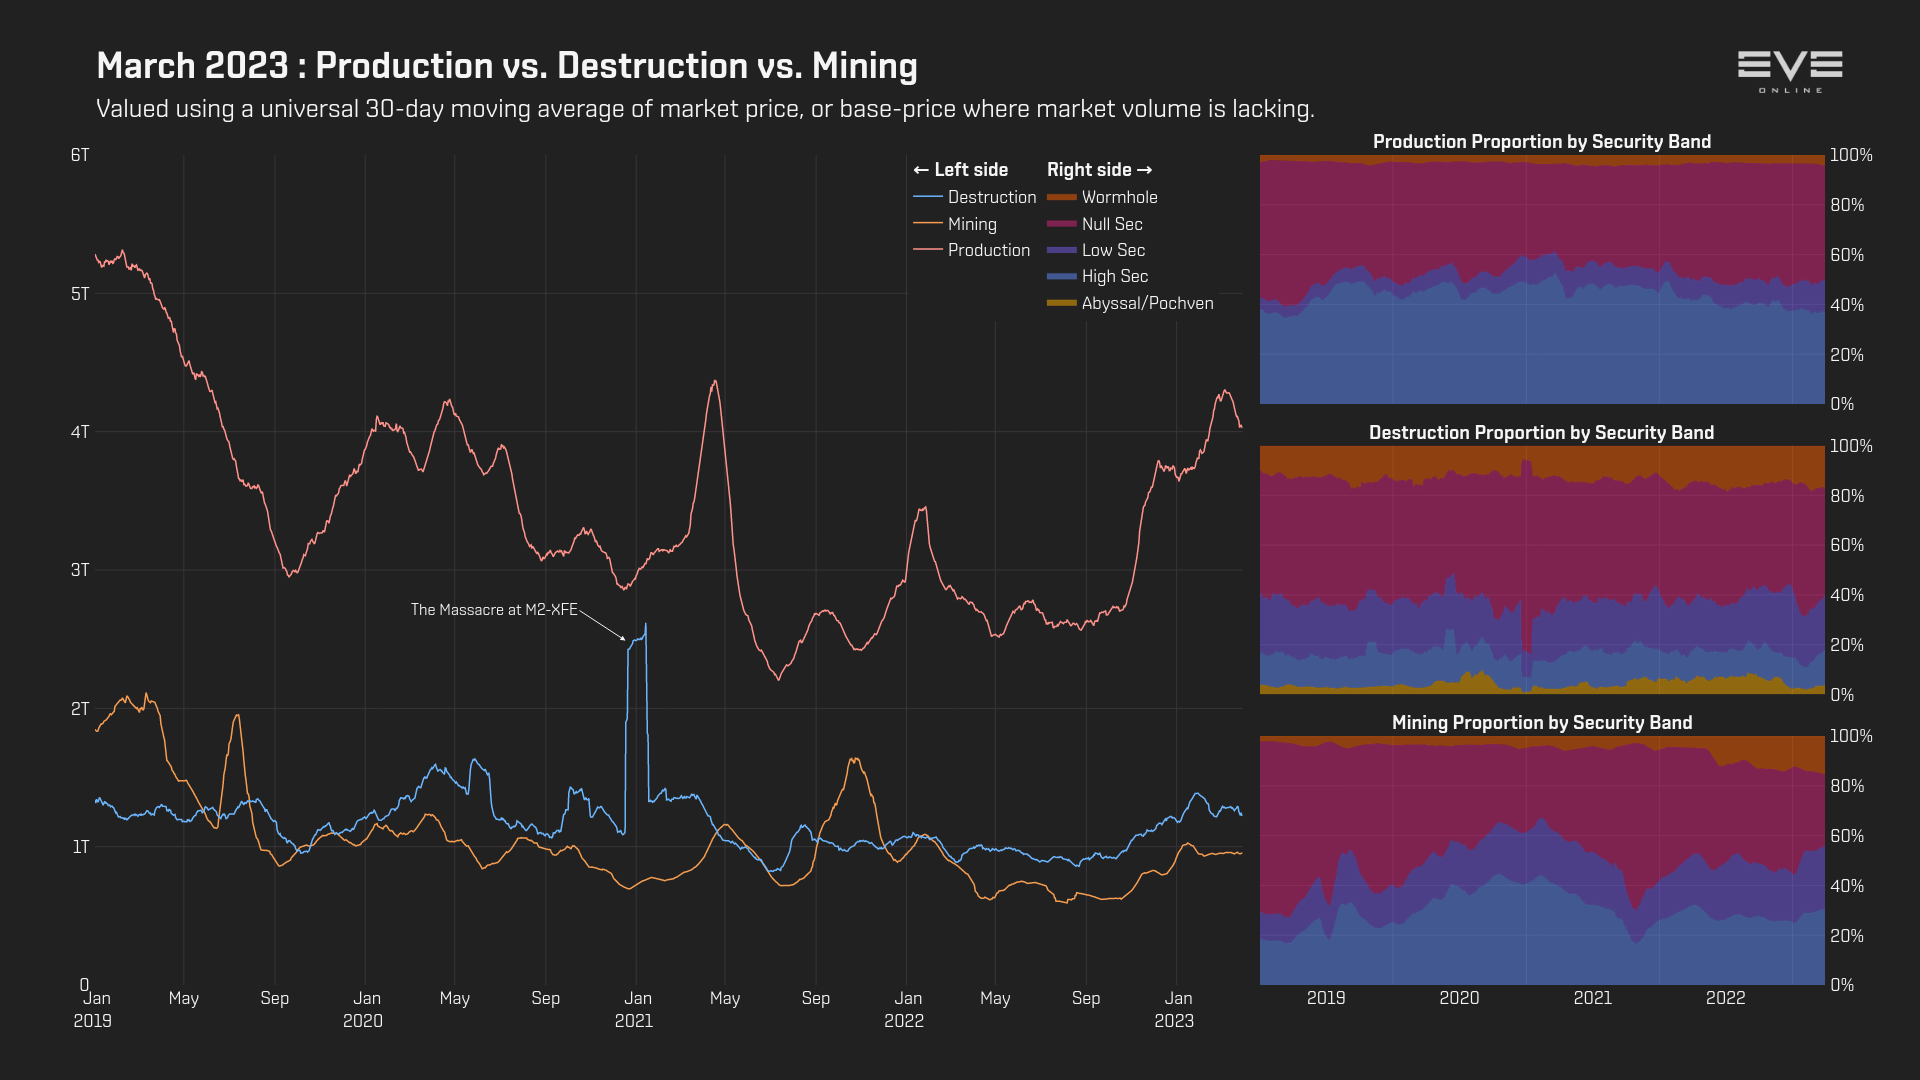 March 2023 : Production vs. Destruction vs. Mining
Valued using a universal 30-day moving average of market price, or base-price where market volume is lacking.
EVE
ONLINE
6T
5T
4T
3T
2T
1T
0
← Left side
Destruction
Mining
Production
Right side →
Wormhole
Null Sec
Low Sec
High Sec
Abyssal/Pochven
The Massacre at M2-XFE
Jan May Sep Jan May Sep Jan May Sep Jan May Sep Jan
2019 2020 2021 2022 2023
Production Proportion by Security Band
100%
80%
60%
40%
20%
0%
Destruction Proportion by Security Band
100%
80%
60%
40%
20%
0%
Mining Proportion by Security Band
100%
80%
60%
40%
20%
0%
2019 2020 2021 2022